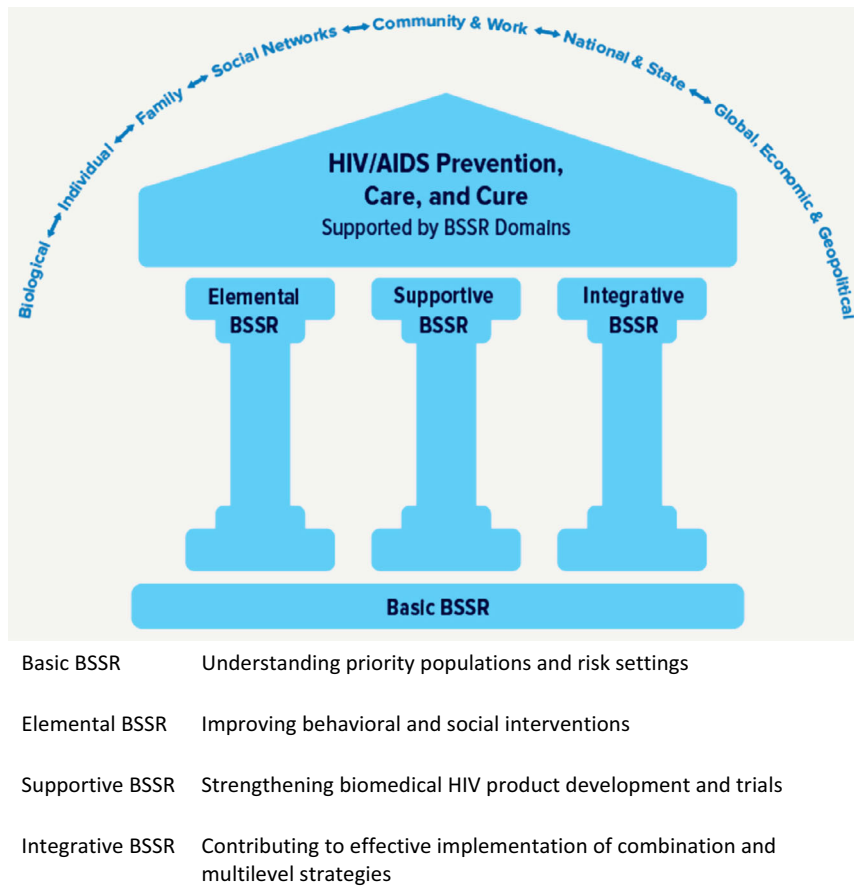 Biological ↔ Individual ↔ Family ↔ Social Networks ↔ Community & Work ↔ National & State ↔ Global, Economic & Geopolitical
HIV/AIDS Prevention,
Care, and Cure
Supported by BSSR Domains
Elemental
BSSR
Supportive
BSSR
Integrative
BSSR
Basic BSSR
Basic BSSR Understanding priority populations and risk settings
Elemental BSSR Improving behavioral and social interventions
Supportive BSSR Strengthening biomedical HIV product development and trials
Integrative BSSR Contributing to effective implementation of combination and
multilevel strategies